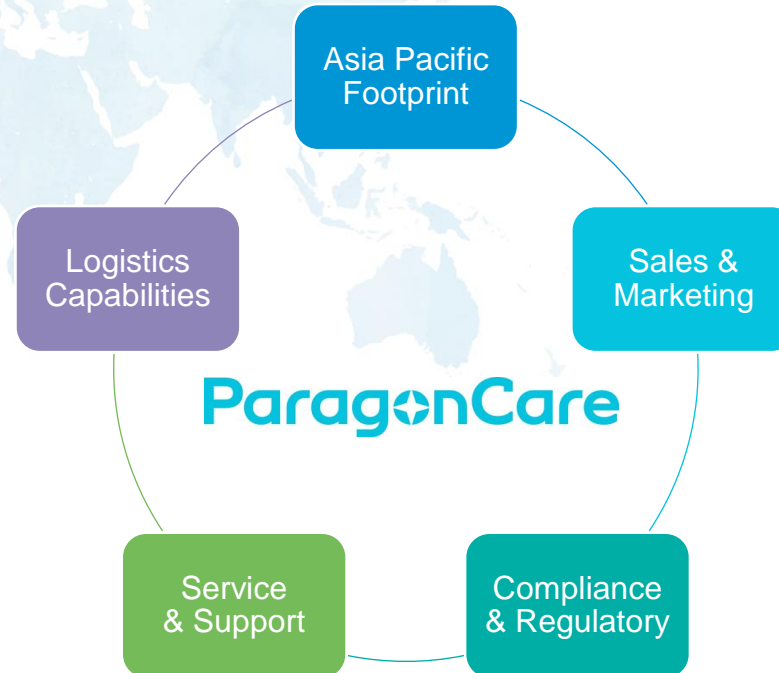 Asia Pacific
Footprint
Logistics
Capabilities
Sales &
Marketing
ParagonCare
Service
& Support
Compliance
& Regulatory